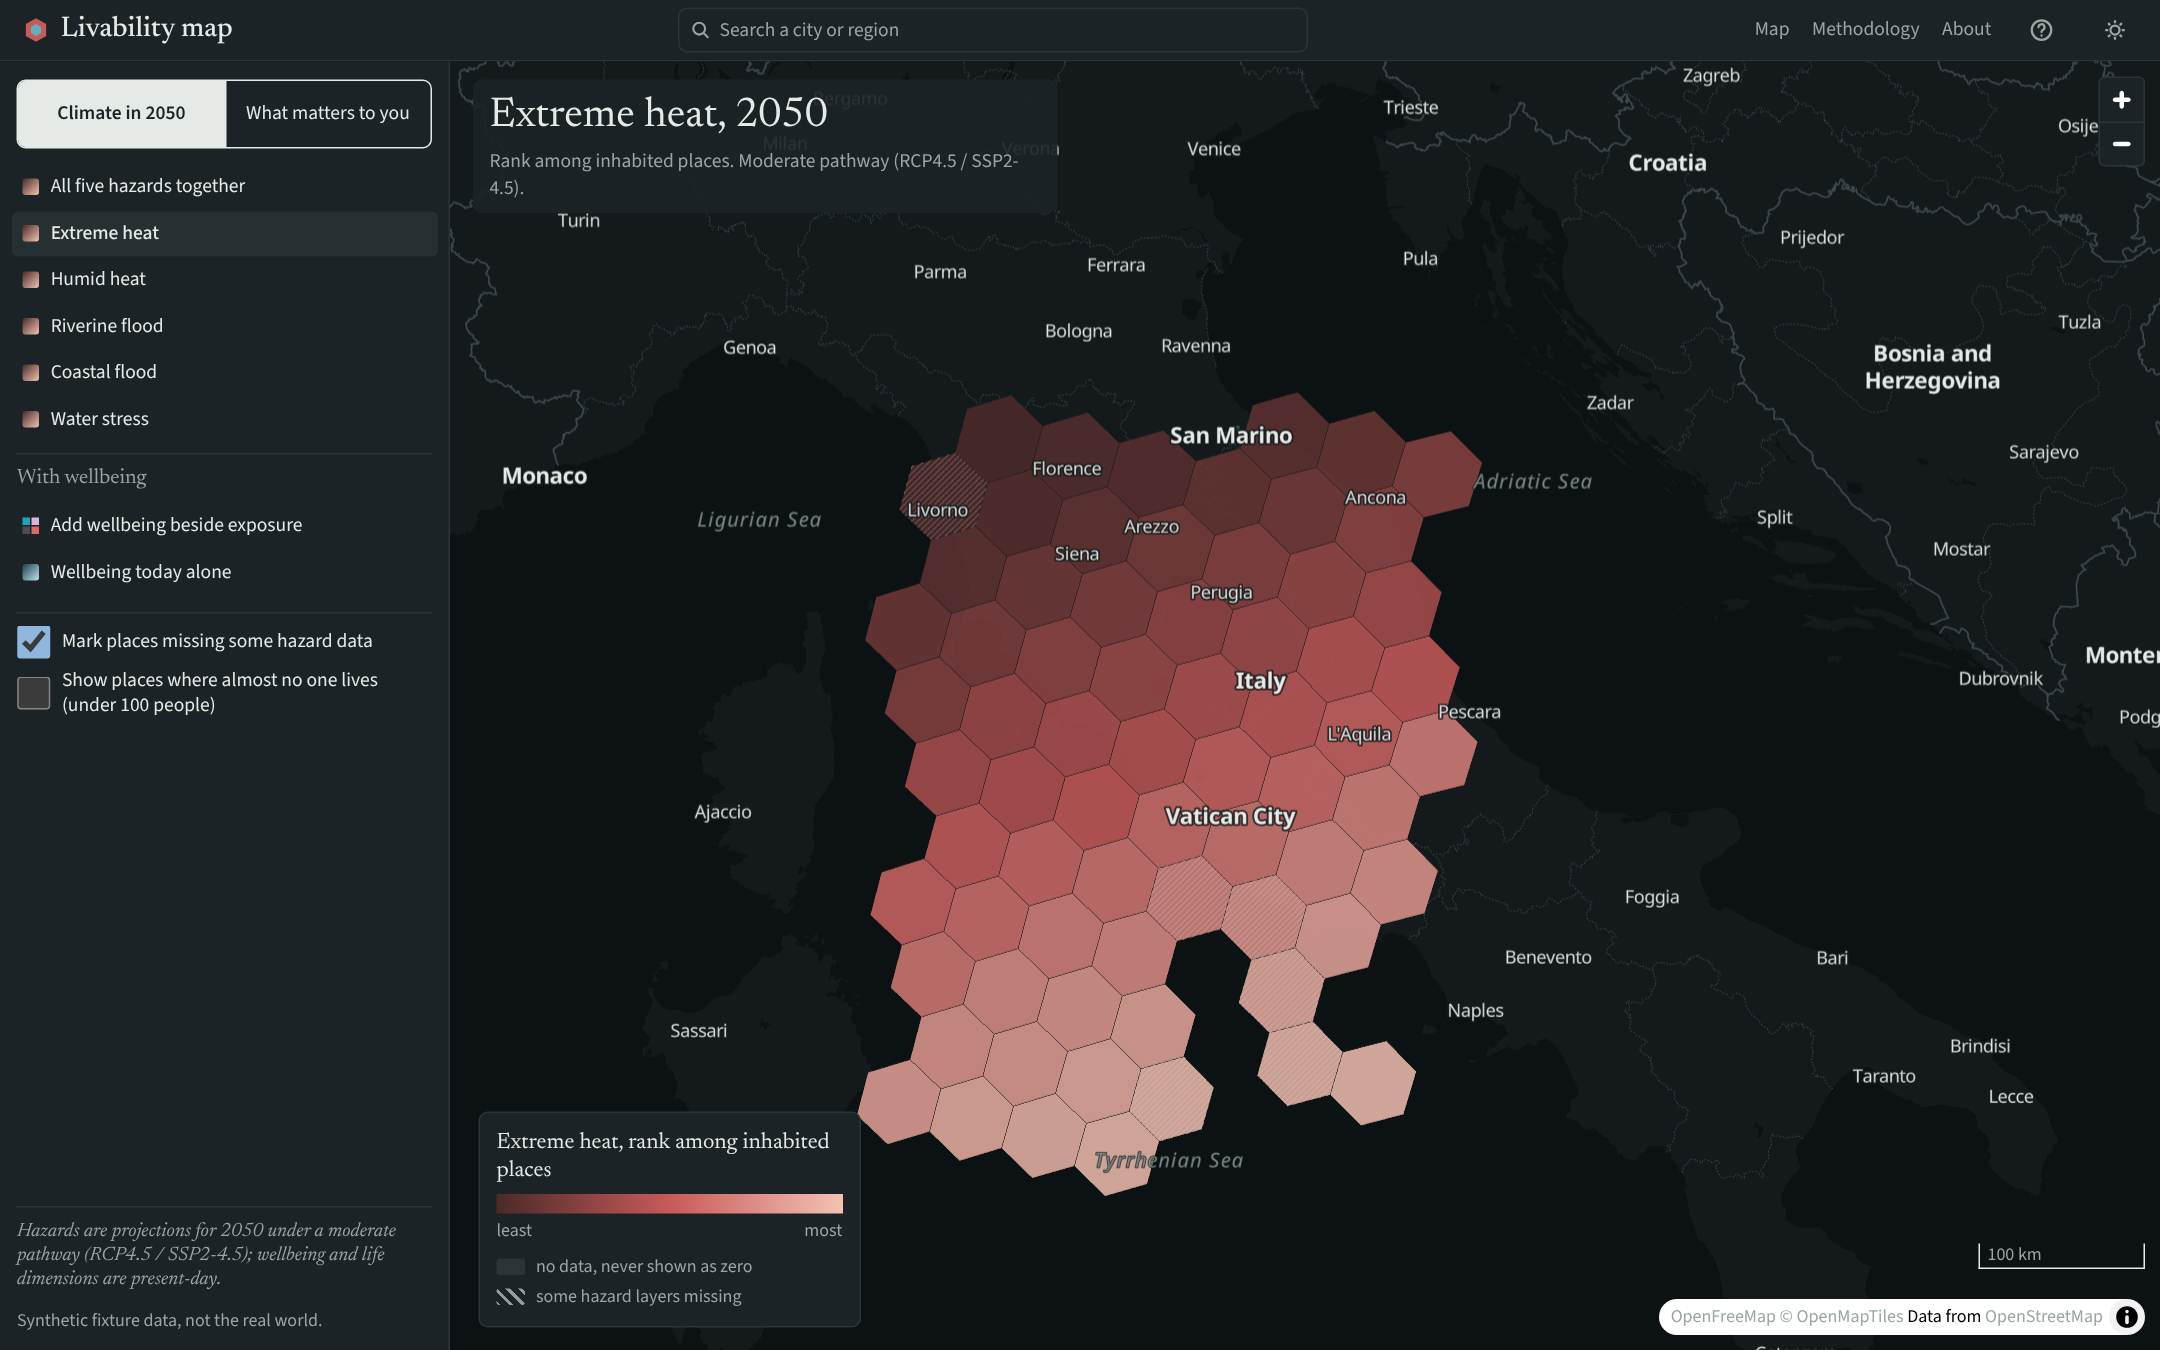 Livability map
Search a city or region
Map
Methodology
About
Climate in 2050
What matters to you
All five hazards together
Extreme heat
Humid heat
Riverine flood
Coastal flood
Water stress
With wellbeing
Add wellbeing beside exposure
Wellbeing today alone
Mark places missing some hazard data
Show places where almost no one lives
(under 100 people)
Hazards are projections for 2050 under a moderate
pathway (RCP4.5 / SSP2-4.5); wellbeing and life
dimensions are present-day.
Synthetic fixture data, not the real world.
Extreme heat, 2050
Rank among inhabited places. Moderate pathway (RCP4.5 / SSP2-
4.5).
Bergamo
Milan
Verona
Zagreb
Trieste
Osije
Venice
Croatia
Turin
Prijedor
Pula
Ferrara
Parma
Tuzla
Bologna
Ravenna
Genoa
Bosnia and
Herzegovina
Zadar
San Marino
Sarajevo
Florence
Monaco
Adriatic Sea
Ancona
Livorno
Ligurian Sea
Split
Arezzo
Mostar
Siena
Perugia
Monter
Dubrovnik
Italy
Pescara
Podg
L'Aquila
Ajaccio
Vatican City
Foggia
Benevento
Bari
Naples
Sassari
Brindisi
Taranto
Lecce
Tyrrhenian Sea
Extreme heat, rank among inhabited
places
least
most
no data, never shown as zero
some hazard layers missing
100 km
OpenFreeMap © OpenMapTiles Data from OpenStreetMap